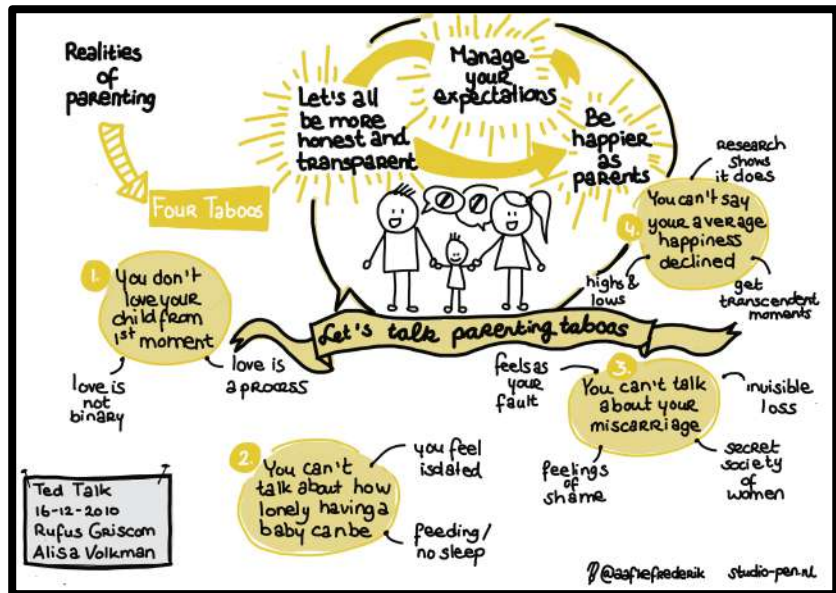 Realities
of
parenting
FOUR TABOOS
Let's all
be more
honest and
transparent
Manage
your
expectations
Be
happier
as
parents
Let's talk parenting taboos
1.
You don't
love your
child from
1st moment
love is
not
binary
love is
a process
2.
You can't
talk about how
lonely having a
baby can be
you feel
isolated
feeding/
no sleep
3.
You can't talk
about your
miscarriage
feels as
your
fault
invisible
loss
feelings
of shame
secret
society
of
women
4.
You can't say
your average
happiness
declined
research
shows
it does
highs &
lows
get
transcendent
moments
Ted Talk
16-12-2010
Rufus Griscom
Alisa Volkman
@aafkefrederik studio-pen.nl